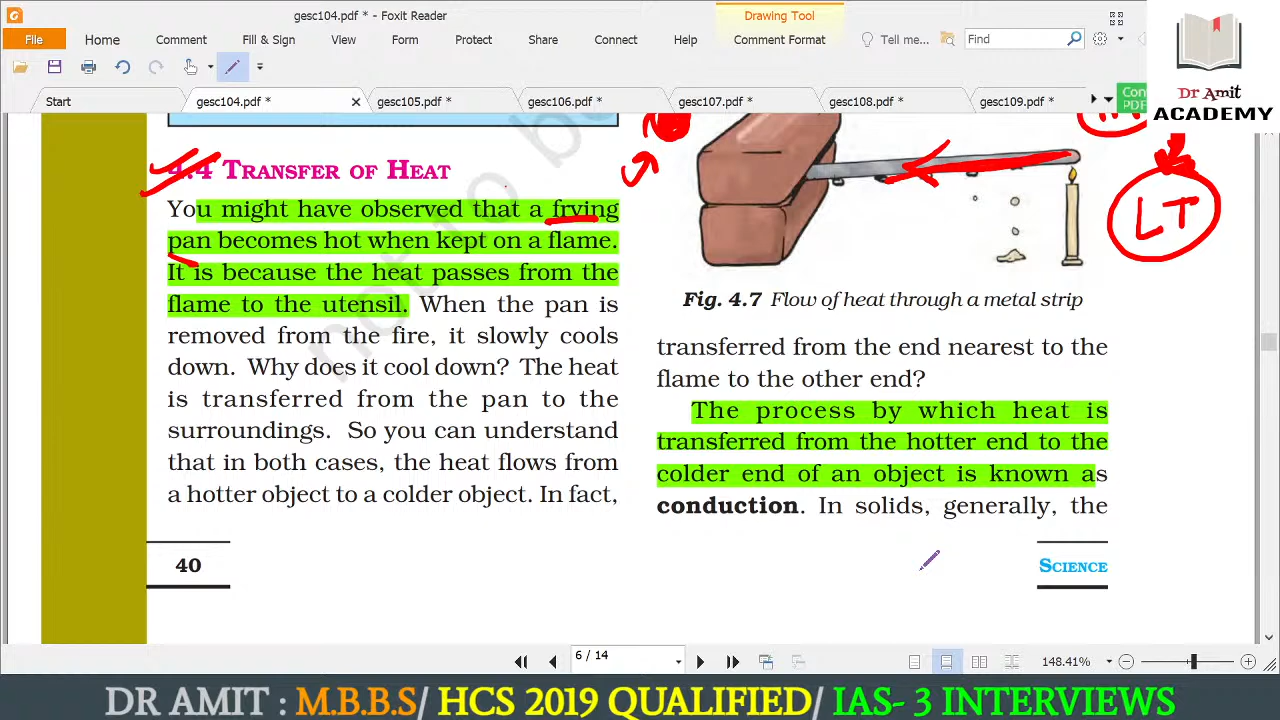 gesc104.pdf * - Foxit Reader
Drawing Tool
File Home Comment Fill & Sign View Form Protect Share Connect Help Comment Format Tell me... Find
Start gesc104.pdf * gesc105.pdf * gesc106.pdf * gesc107.pdf * gesc108.pdf * gesc109.pdf *
Dr Amit
ACADEMY
4.4 TRANSFER OF HEAT
You might have observed that a frying
pan becomes hot when kept on a flame.
It is because the heat passes from the
flame to the utensil. When the pan is
removed from the fire, it slowly cools
down. Why does it cool down? The heat
is transferred from the pan to the
surroundings. So you can understand
that in both cases, the heat flows from
a hotter object to a colder object. In fact,
40
LT
Fig. 4.7 Flow of heat through a metal strip
transferred from the end nearest to the
flame to the other end?
The process by which heat is
transferred from the hotter end to the
colder end of an object is known as
conduction. In solids, generally, the
SCIENCE
not to b
6 / 14
148.41%
DR AMIT : M.B.B.S/ HCS 2019 QUALIFIED/ IAS- 3 INTERVIEWS